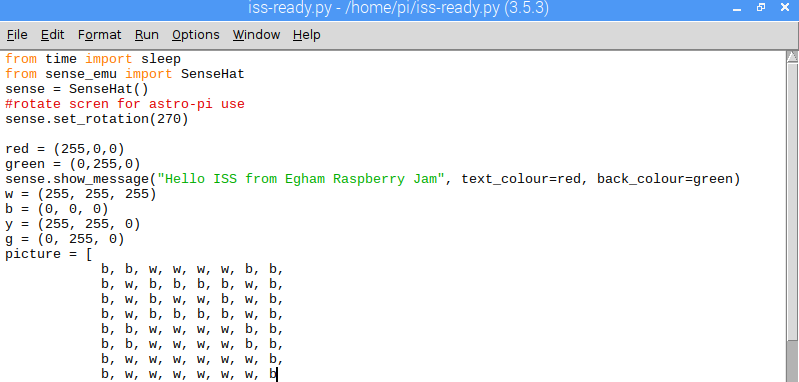 iss-ready.py - /home/pi/iss-ready.py (3.5.3)
File Edit Format Run Options Window Help
from time import sleep
from sense_emu import SenseHat
sense = SenseHat()
#rotate scren for astro-pi use
sense.set_rotation(270)
red = (255,0,0)
green = (0,255,0)
sense.show_message("Hello ISS from Egham Raspberry Jam", text_colour=red, back_colour=green)
w = (255, 255, 255)
b = (0, 0, 0)
y = (255, 255, 0)
g = (0, 255, 0)
picture = [
b, b, w, w, w, w, b, b,
b, w, b, b, b, b, w, b,
b, w, b, w, w, b, w, b,
b, w, b, b, b, b, w, b,
b, b, w, w, w, w, b, b,
b, b, w, w, w, w, b, b,
b, w, w, w, w, w, w, b,
b, w, w, w, w, w, w, b